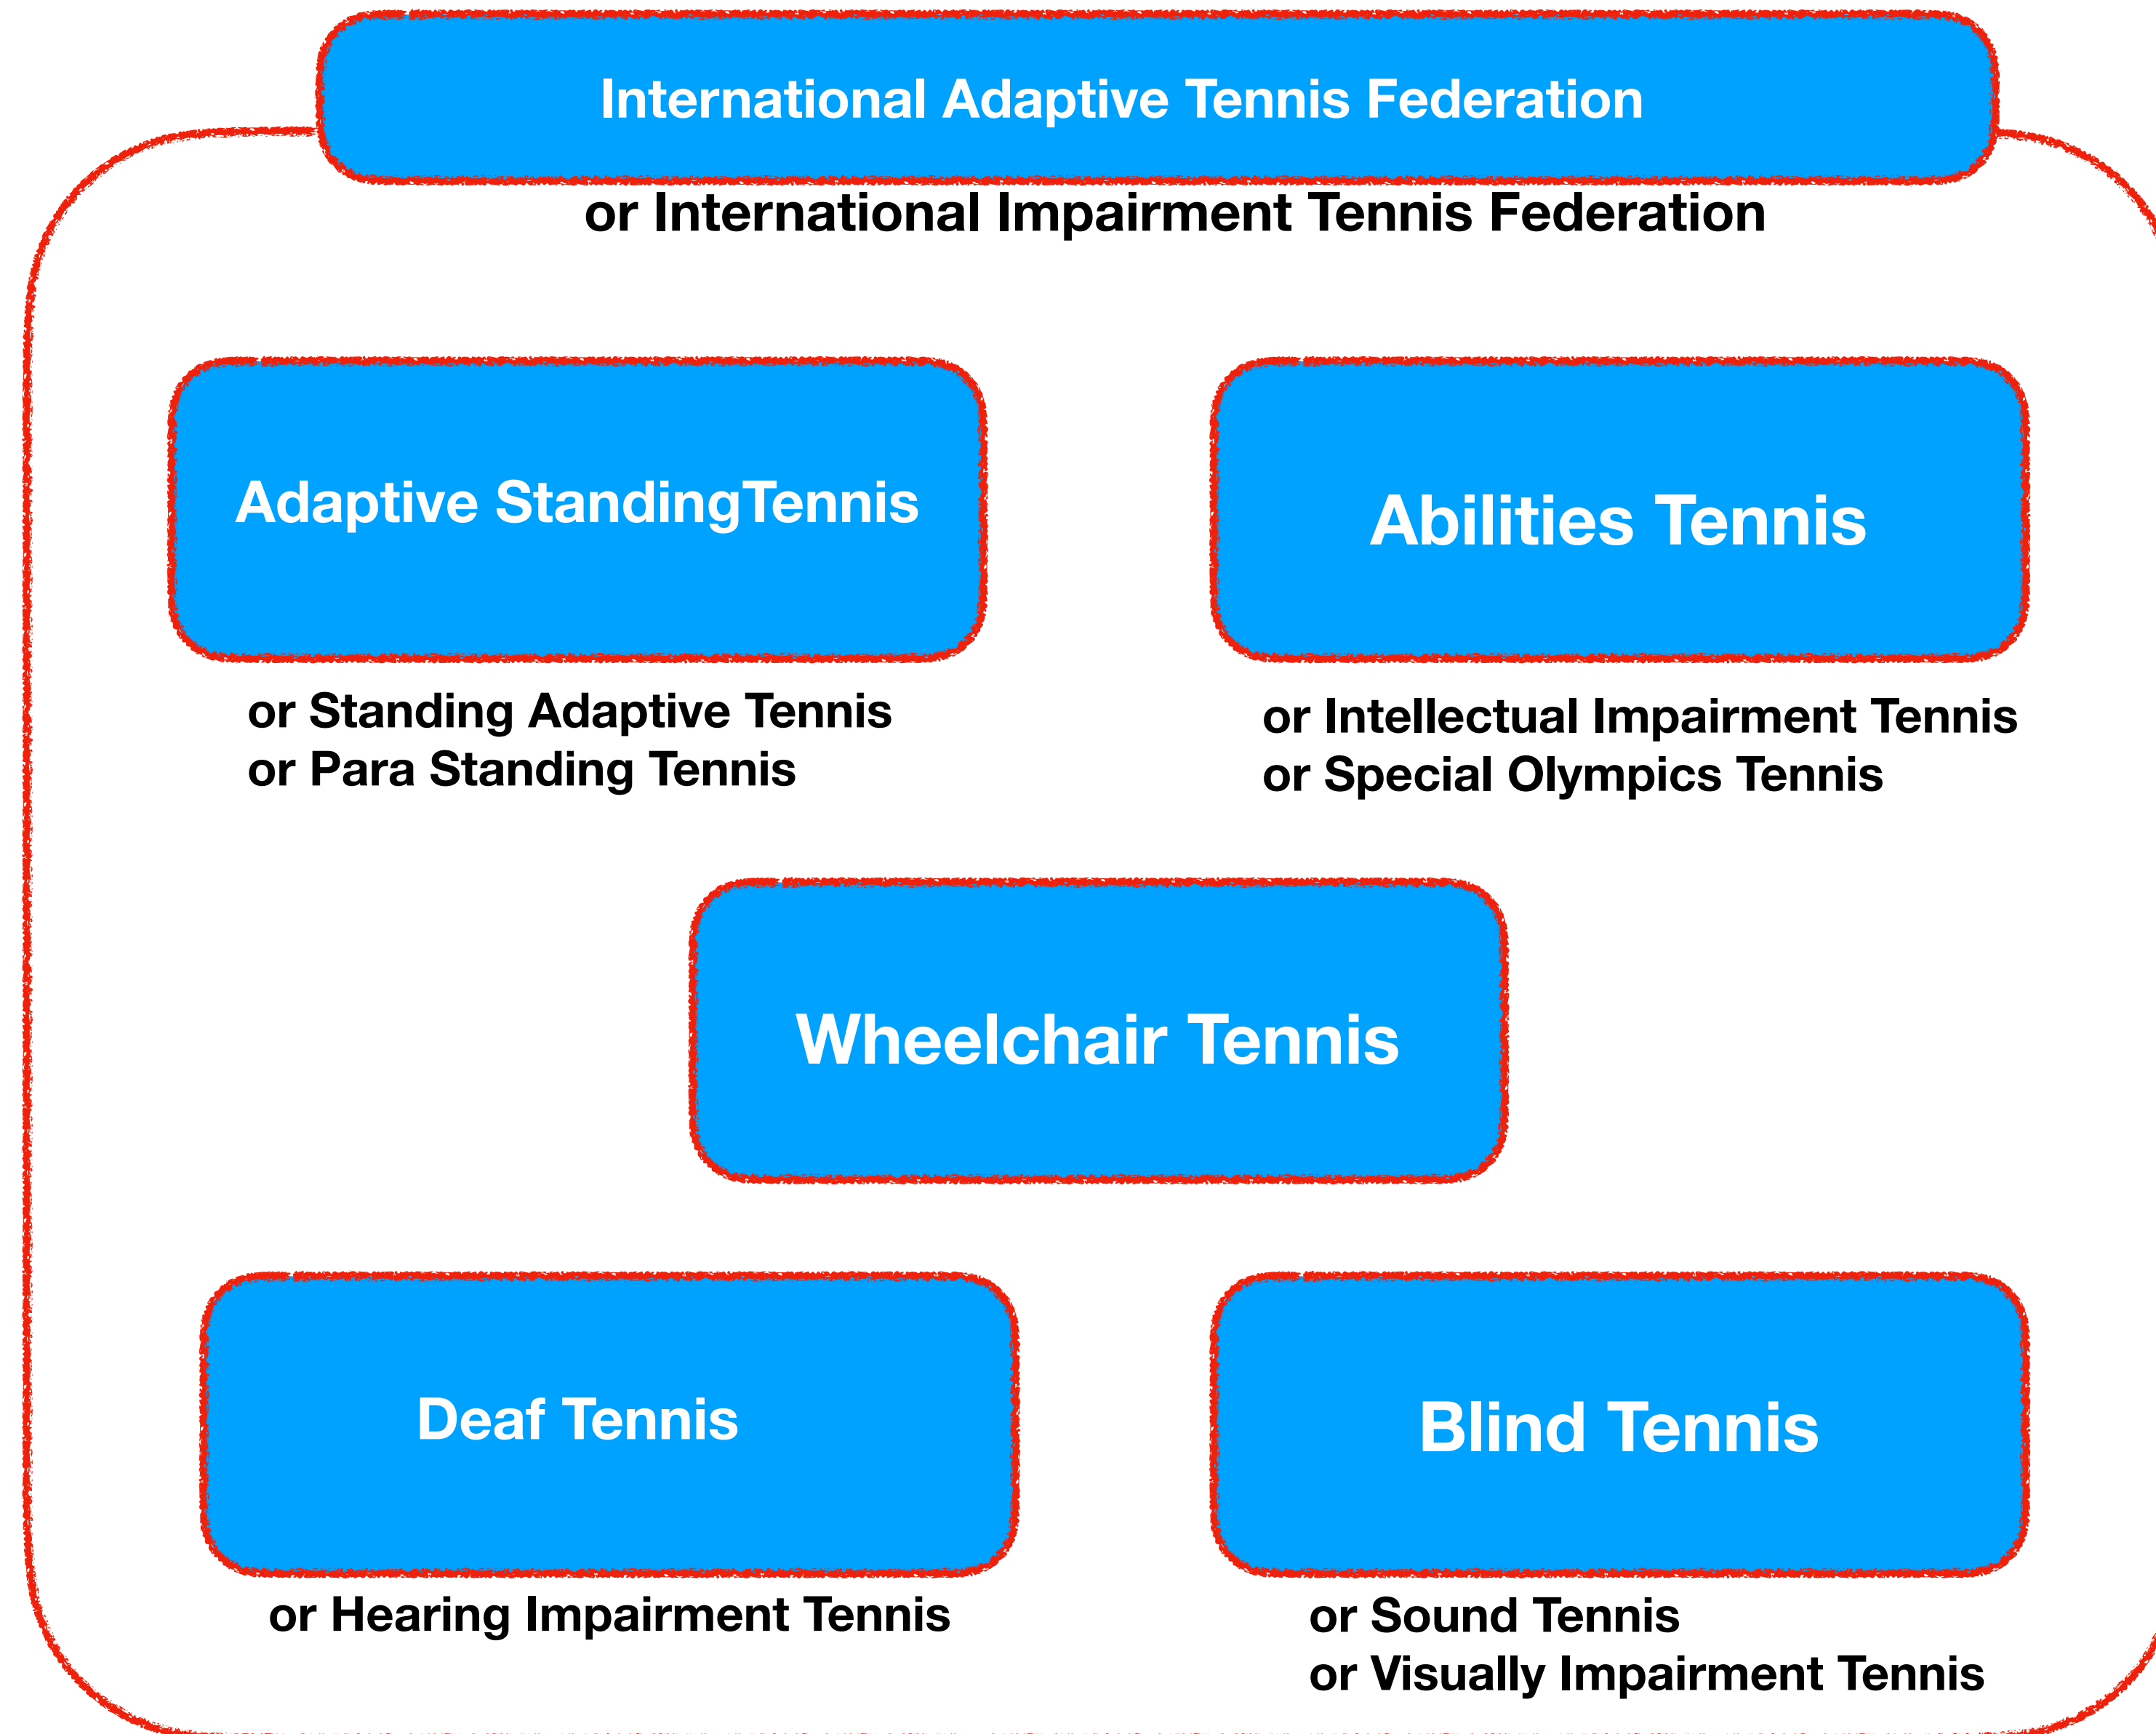 International Adaptive Tennis Federation
or International Impairment Tennis Federation
Adaptive StandingTennis
or Standing Adaptive Tennis
or Para Standing Tennis
Abilities Tennis
or Intellectual Impairment Tennis
or Special Olympics Tennis
Wheelchair Tennis
Deaf Tennis
or Hearing Impairment Tennis
Blind Tennis
or Sound Tennis
or Visually Impairment Tennis